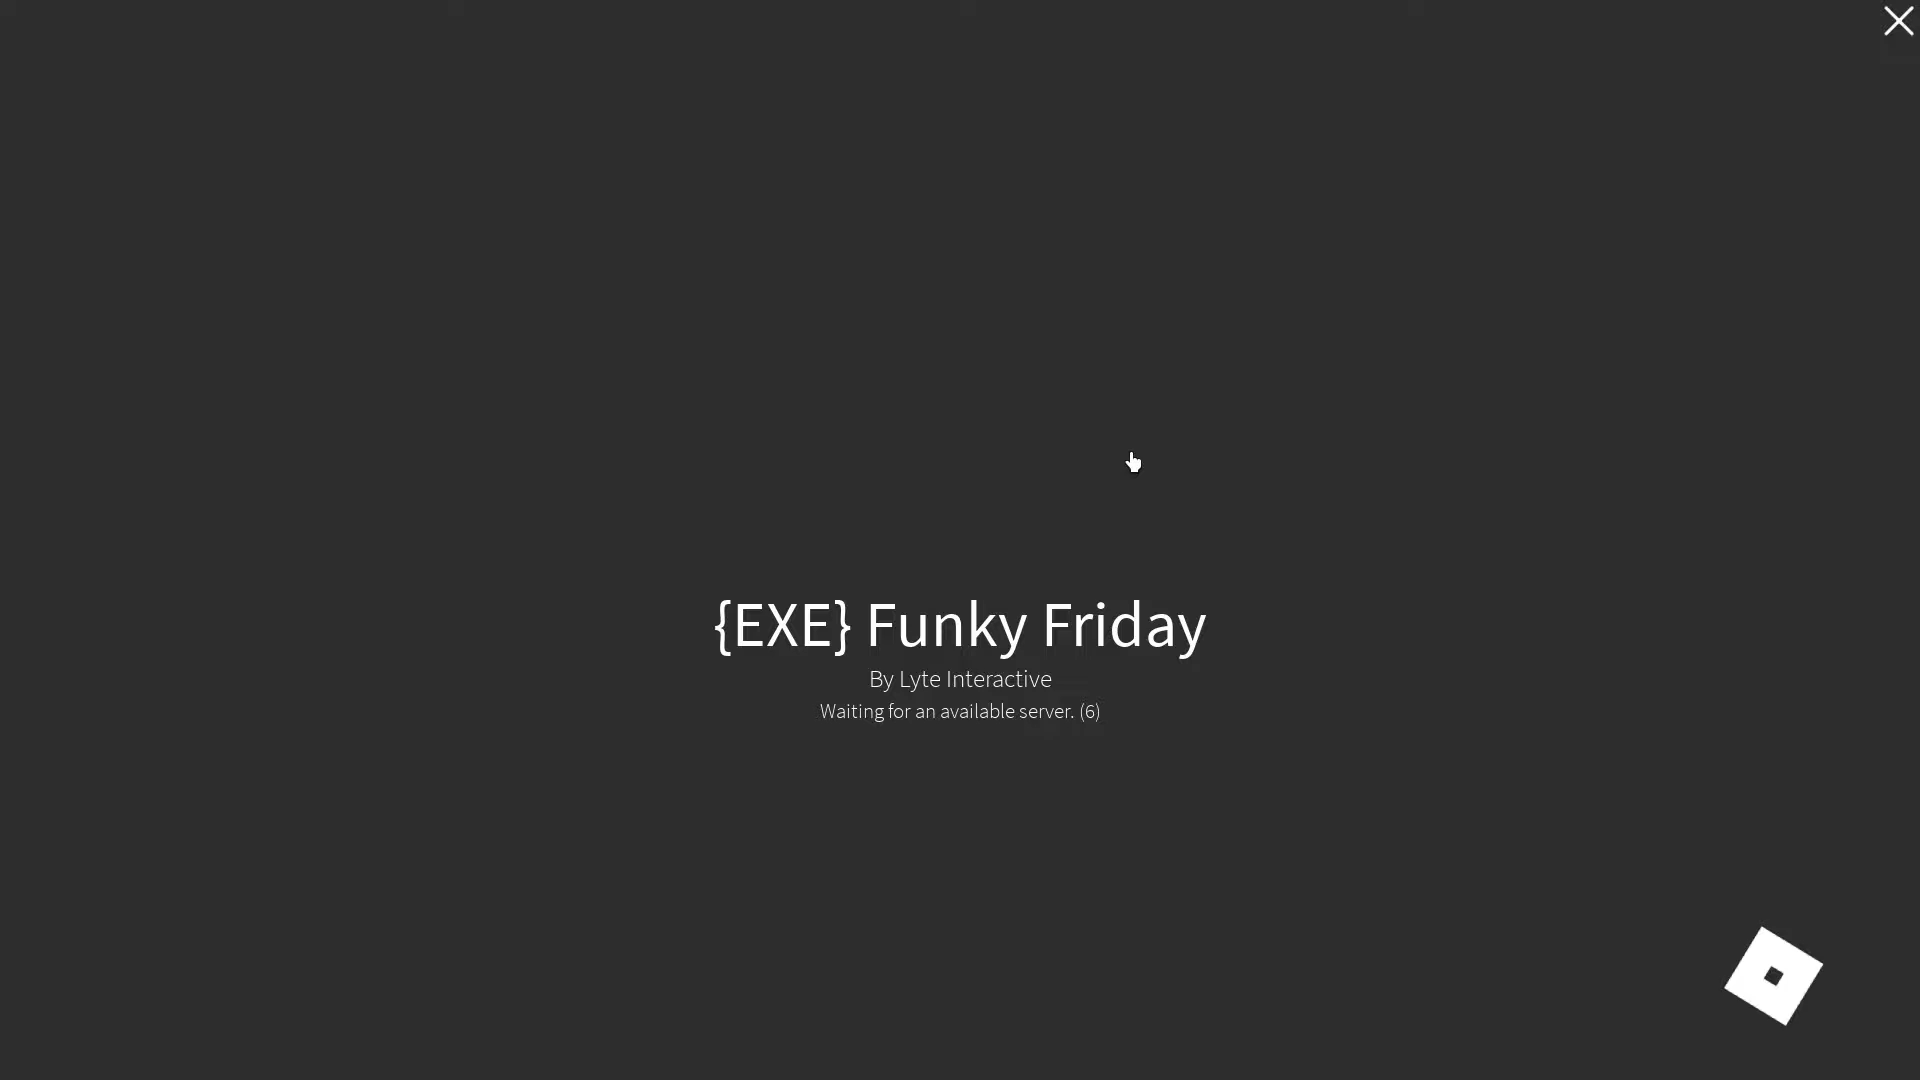 {EXE} Funky Friday
By Lyte Interactive
Waiting for an available server. (6)